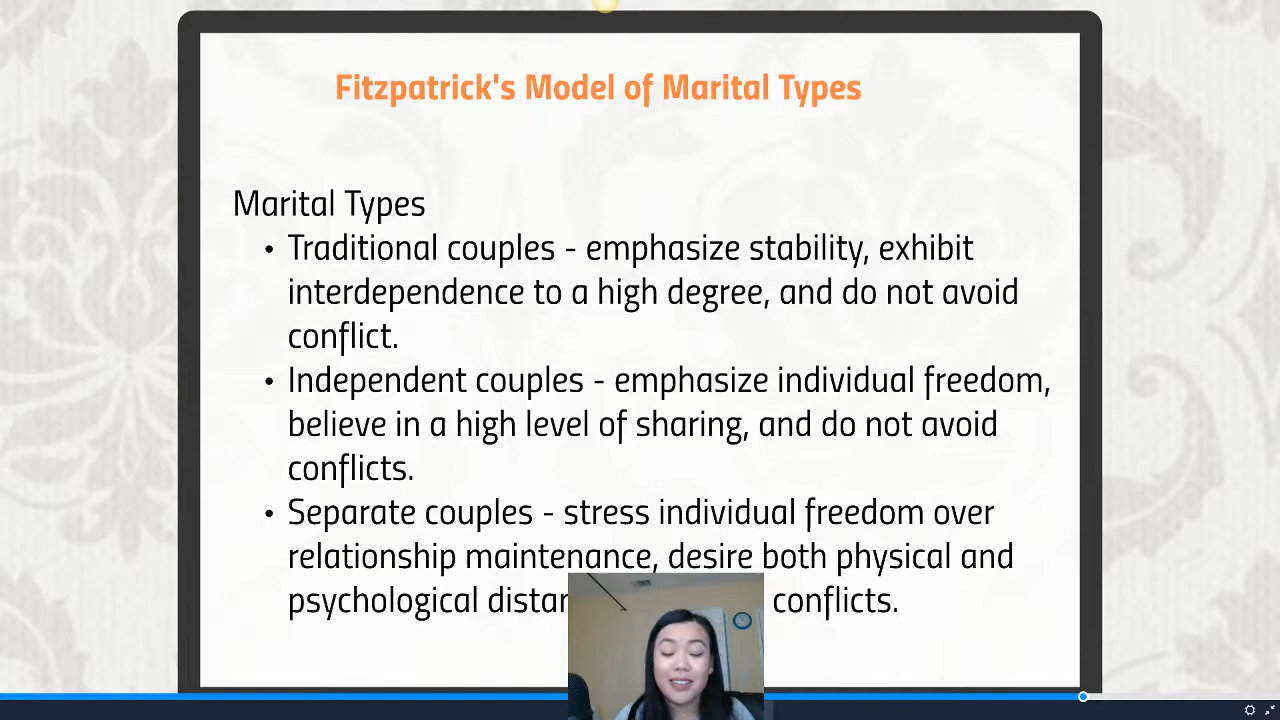 Fitzpatrick's Model of Marital Types
Marital Types
• Traditional couples - emphasize stability, exhibit
interdependence to a high degree, and do not avoid
conflict.
• Independent couples - emphasize individual freedom,
believe in a high level of sharing, and do not avoid
conflicts.
• Separate couples - stress individual freedom over
relationship maintenance, desire both physical and
psychological conflicts.